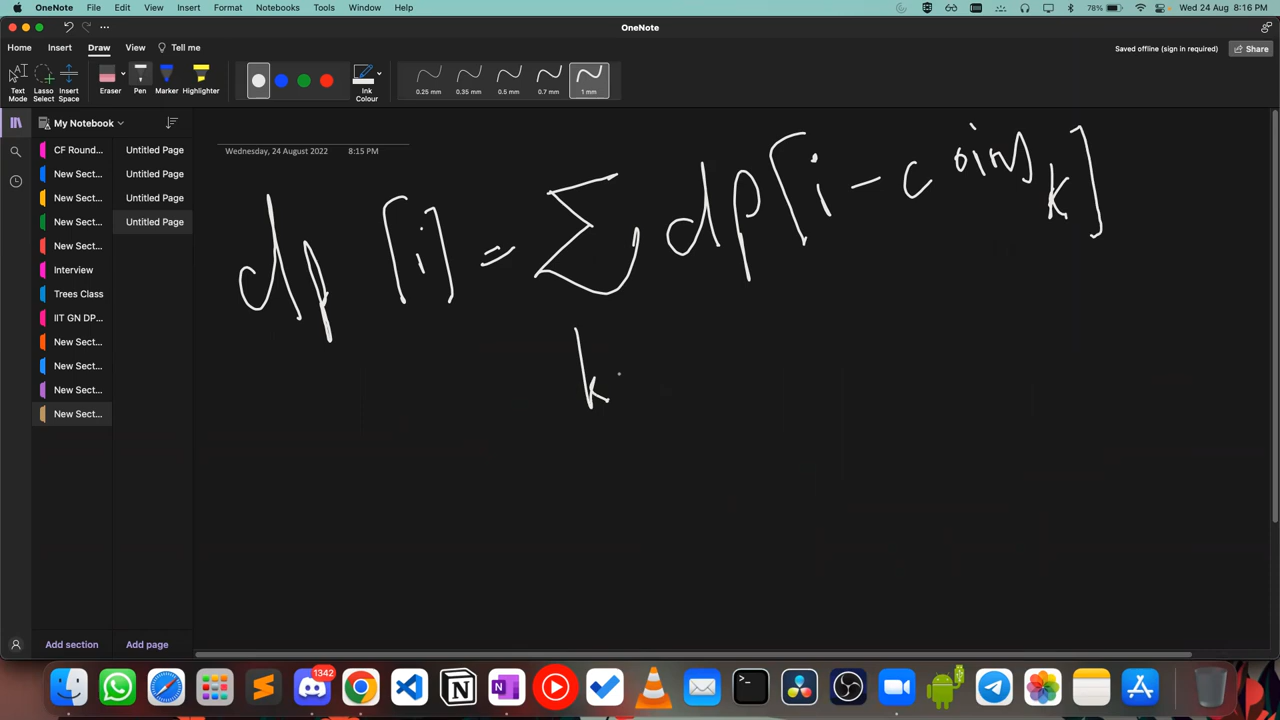 OneNote File Edit View Insert Format Notebooks Tools Window Help 78% Wed 24 Aug 8:16 PM
OneNote
Home Insert Draw View Tell me Saved offline (sign in required) Share
Text Mode Lasso Select Insert Space Eraser Pen Marker Highlighter Ink Colour 0.25 mm 0.35 mm 0.5 mm 0.7 mm 1 mm
My Notebook
CF Round... Untitled Page
New Sect... Untitled Page
New Sect... Untitled Page
New Sect... Untitled Page
New Sect...
Interview
Trees Class
IIT GN DP...
New Sect...
New Sect...
New Sect...
New Sect...
Add section Add page
Wednesday, 24 August 2022 8:15 PM
dp [i] = Σ dp[i - coins k]
k
1342